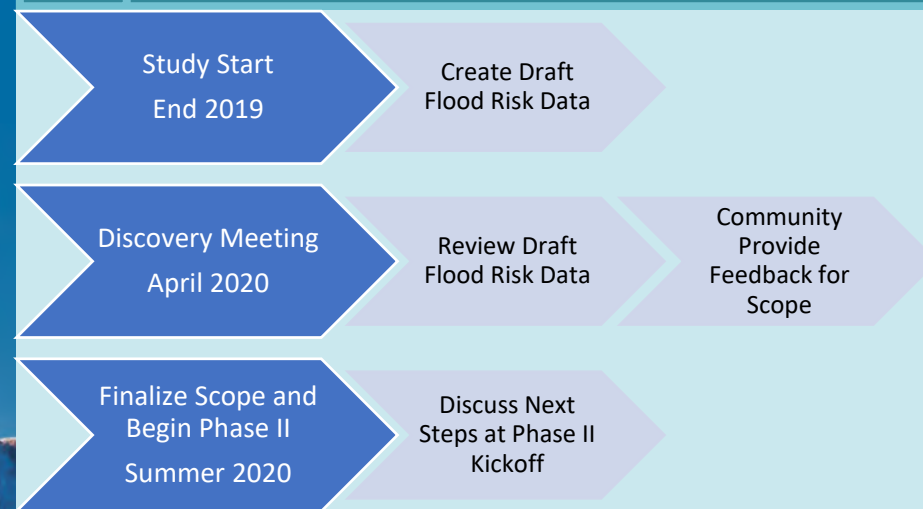 Study Start
End 2019
Create Draft
Flood Risk Data
Discovery Meeting
April 2020
Review Draft
Flood Risk Data
Community
Provide
Feedback for
Scope
Finalize Scope and
Begin Phase II
Summer 2020
Discuss Next
Steps at Phase II
Kickoff